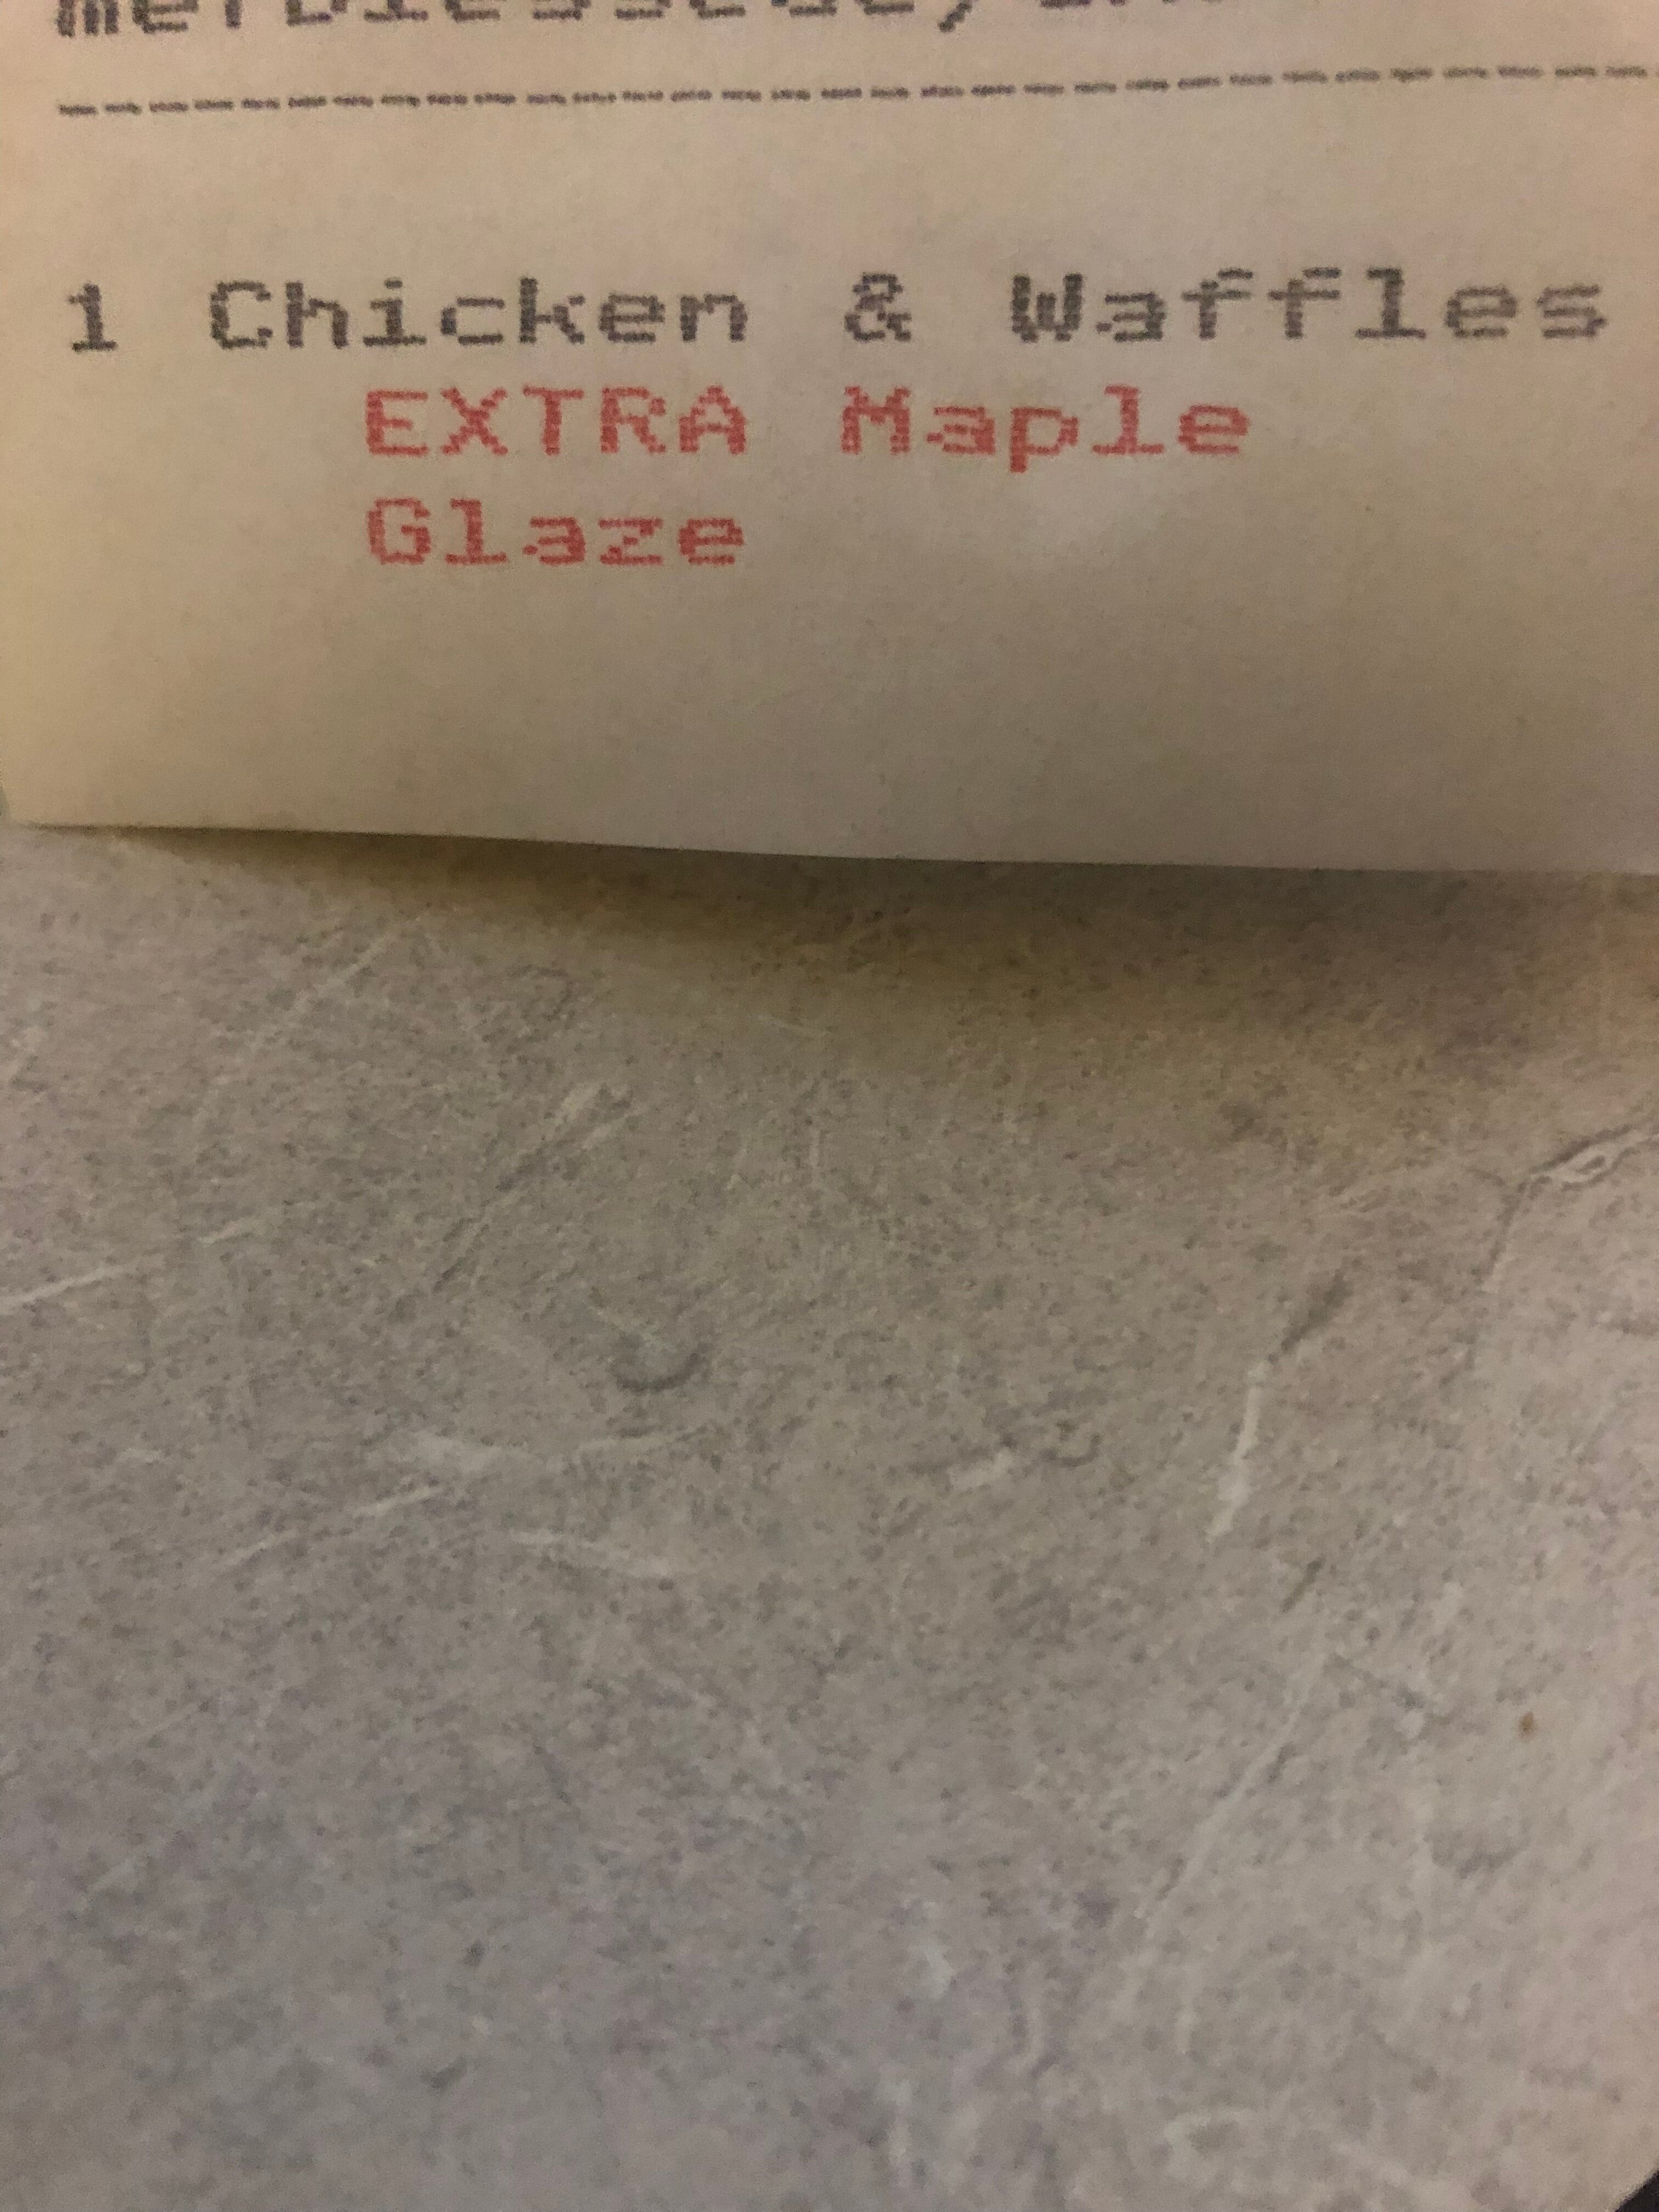 1 Chicken & Waffles
EXTRA Maple
Glaze